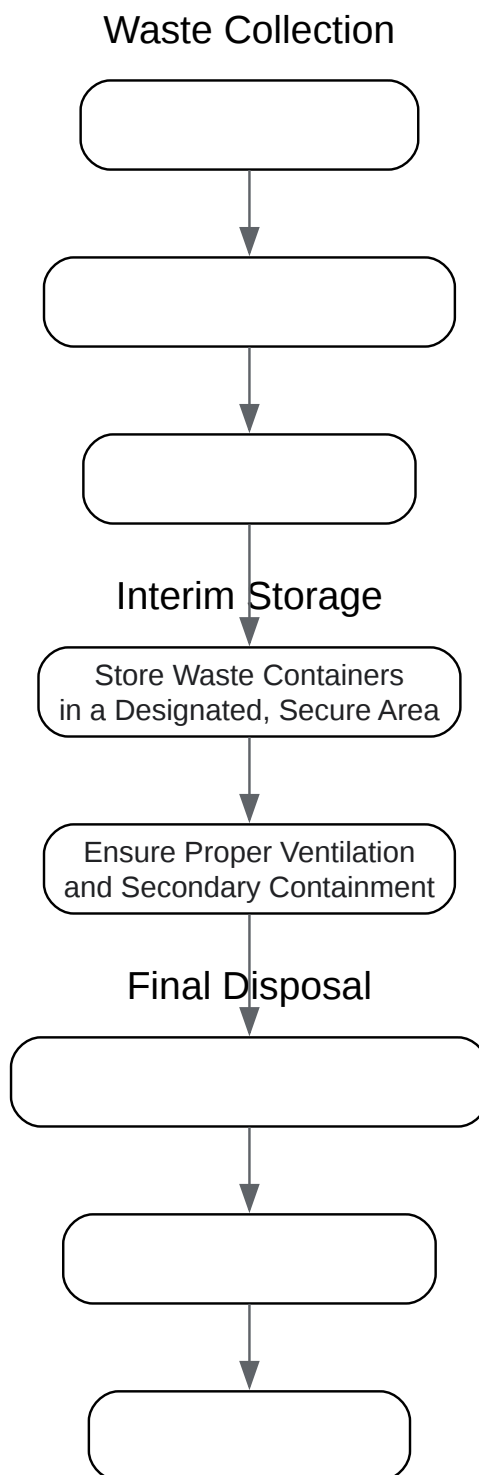 Waste Collection
Interim Storage
Store Waste Containers
in a Designated, Secure Area
Ensure Proper Ventilation
and Secondary Containment
Final Disposal